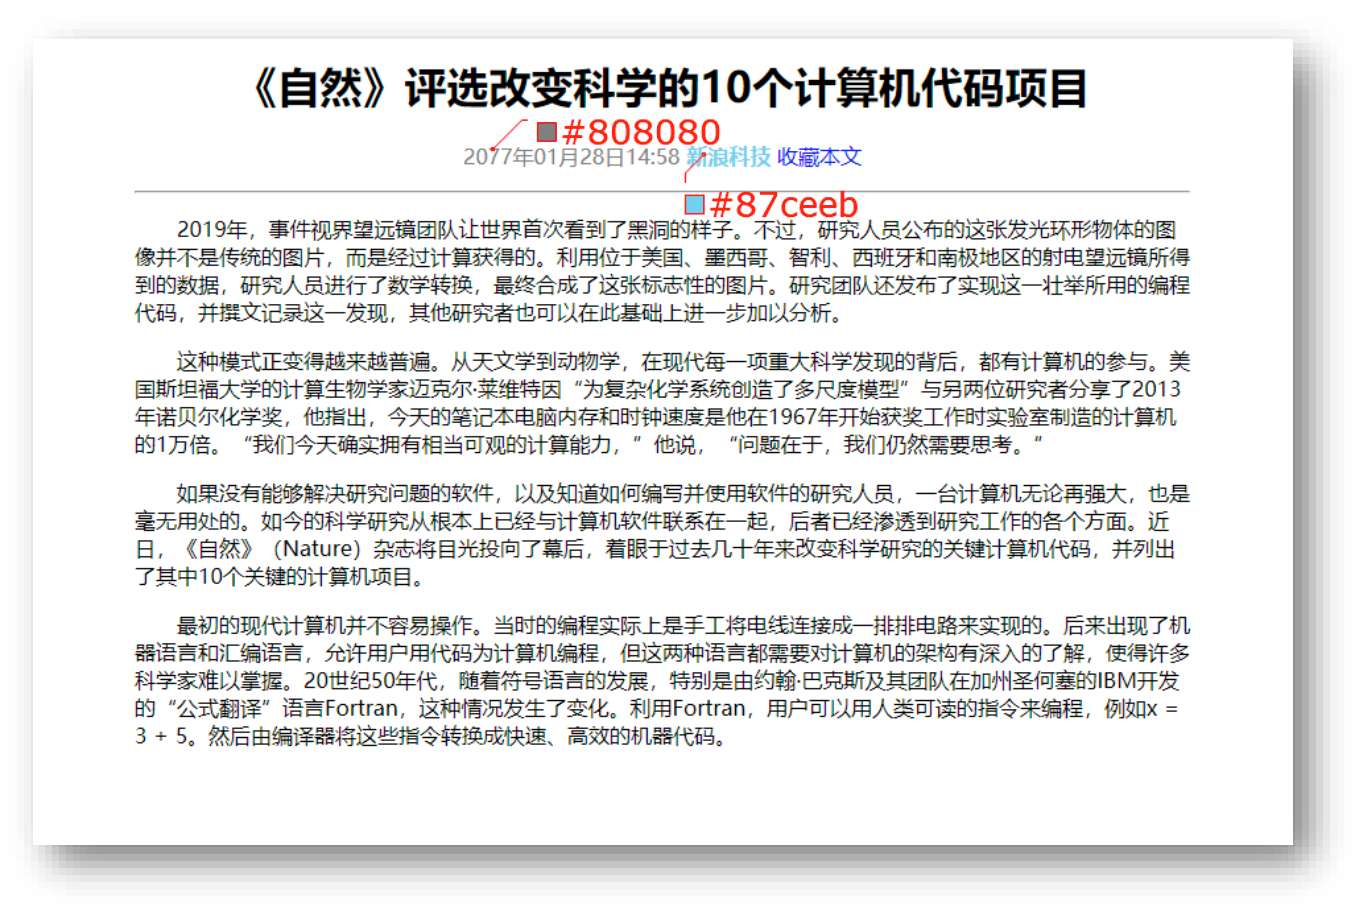 《自然》评选改变科学的10个计算机代码项目
#808080
2077年01月28日14:58 新浪科技 收藏本文
#87ceeb
2019年，事件视界望远镜团队让世界首次看到了黑洞的样子。不过，研究人员公布的这张发光环形物体的图
像并不是传统的图片，而是经过计算获得的。利用位于美国、墨西哥、智利、西班牙和南极地区的射电望远镜所得
到的数据，研究人员进行了数学转换，最终合成了这张标志性的图片。研究团队还发布了实现这一壮举所用的编程
代码，并撰文记录这一发现，其他研究者也可以在此基础上进一步加以分析。
这种模式正变得越来越普遍。从天文学到动物学，在现代每一项重大科学发现的背后，都有计算机的参与。美
国斯坦福大学的计算生物学家迈克尔·莱维特因“为复杂化学系统创造了多尺度模型”与另两位研究者分享了2013
年诺贝尔化学奖，他指出，今天的笔记本电脑内存和时钟速度是他在1967年开始获奖工作时实验室制造的计算机
的1万倍。“我们今天确实拥有相当可观的计算能力，”他说，“问题在于，我们仍然需要思考。”
如果没有能够解决研究问题的软件，以及知道如何编写并使用软件的研究人员，一台计算机无论再强大，也是
毫无用处的。如今的科学研究从根本上已经与计算机软件联系在一起，后者已经渗透到研究工作的各个方面。近
日，《自然》（Nature）杂志将目光投向了幕后，着眼于过去几十年来改变科学研究的关键计算机代码，并列出
了其中10个关键的计算机项目。
最初的现代计算机并不容易操作。当时的编程实际上是手工将电线连接成一排排电路来实现的。后来出现了机
器语言和汇编语言，允许用户用代码为计算机编程，但这两种语言都需要对计算机的架构有深入的了解，使得许多
科学家难以掌握。20世纪50年代，随着符号语言的发展，特别是由约翰·巴克斯及其团队在加州圣何塞的IBM开发
的“公式翻译”语言Fortran，这种情况发生了变化。利用Fortran，用户可以用人类可读的指令来编程，例如x =
3 + 5。然后由编译器将这些指令转换成快速、高效的机器代码。